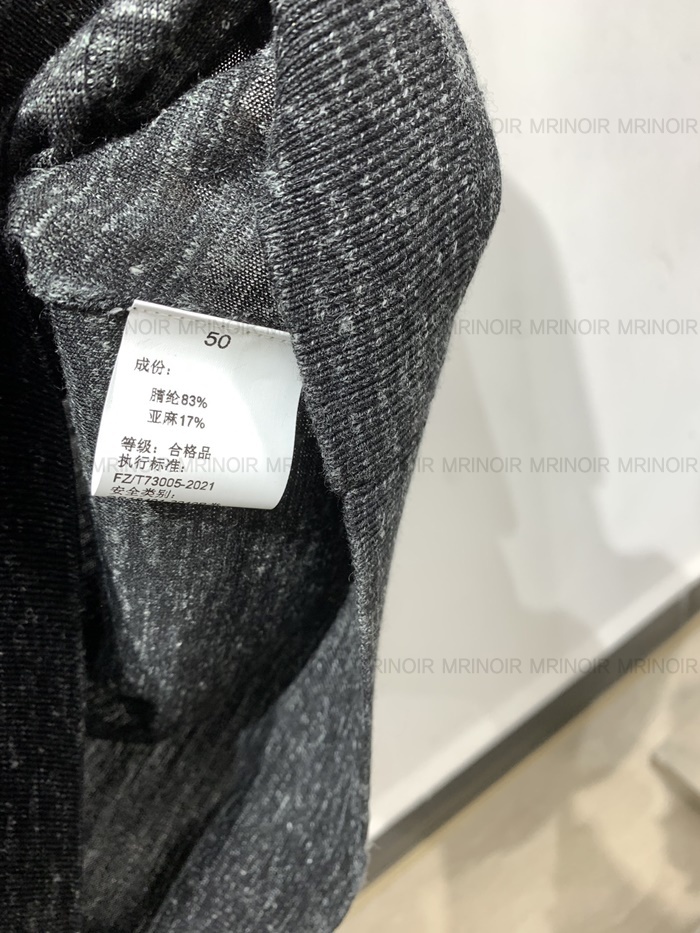 MRINOIR MRINOIR
50
成份：
腈纶83%
亚麻17%
等级：合格品
执行标准：
FZ/T73005-2021
安全类别：
MRINOIR MRINOIR MRINOIR
MRINOIR MRINOIR MRINOIR
MRINOIR MRINOIR MRINOIR